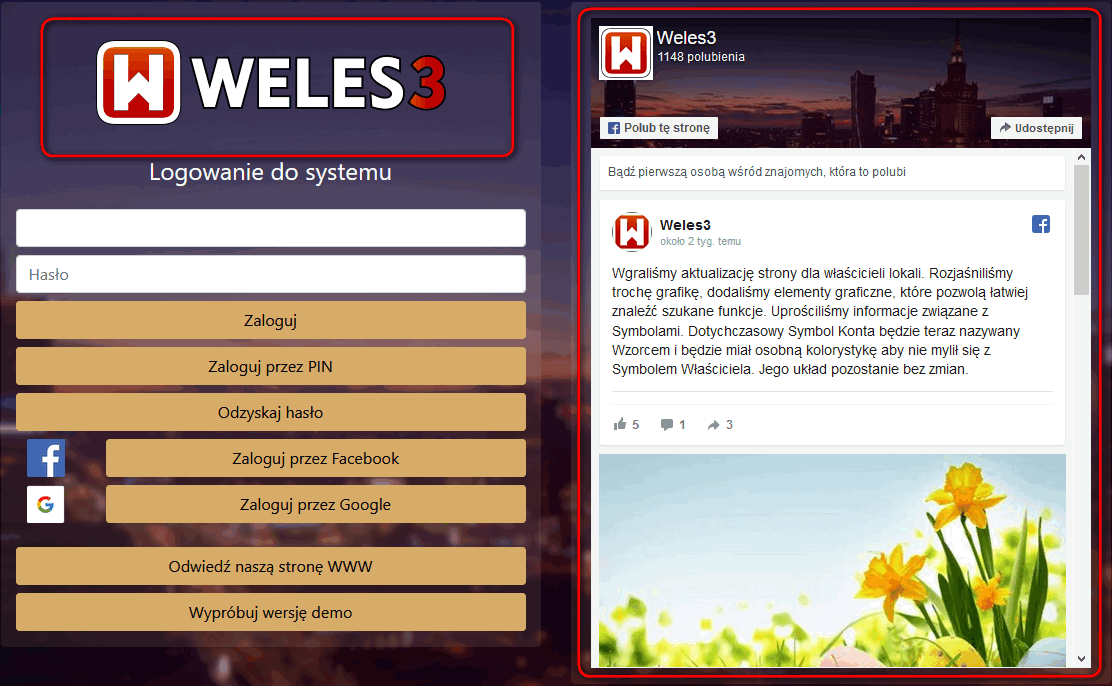 WELES3
Logowanie do systemu
Hasło
Zaloguj
Zaloguj przez PIN
Odzyskaj hasło
Zaloguj przez Facebook
Zaloguj przez Google
Odwiedź naszą stronę WWW
Wypróbuj wersję demo
Weles3
1148 polubienia
Polub tę stronę
Udostępnij
Bądź pierwszą osobą wśród znajomych, która to polubi
Weles3
około 2 tyg. temu
Wgraliśmy aktualizację strony dla właścicieli lokali. Rozjaśniliśmy
trochę grafikę, dodaliśmy elementy graficzne, które pozwolą łatwiej
znaleźć szukane funkcje. Uprościliśmy informacje związane z
Symbolami. Dotychczasowy Symbol Konta będzie teraz nazywany
Wzorcem i będzie miał osobną kolorystykę aby nie mylił się z
Symbolem Właściciela. Jego układ pozostanie bez zmian.
5 1 3